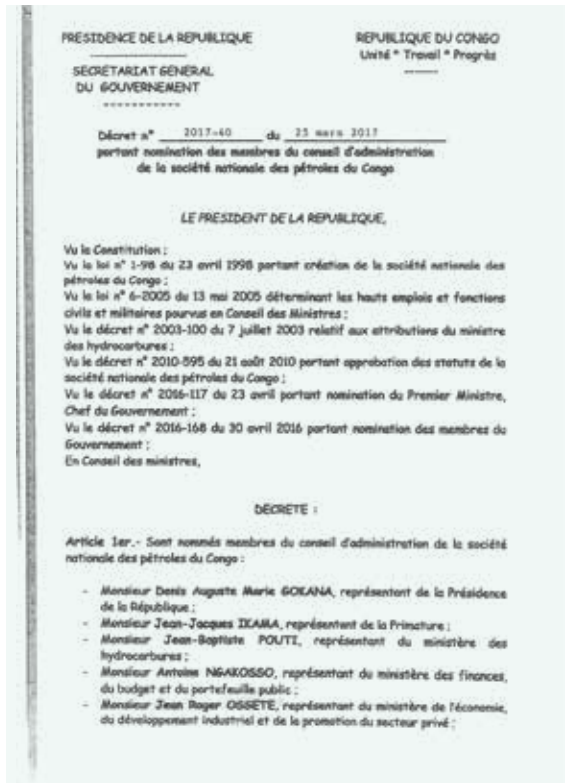 PRESIDENCE DE LA REPUBLIQUE
REPUBLIQUE DU CONGO
Unité * Travail * Progrès
SECRETARIAT GENERAL
DU GOUVERNEMENT
Décret n° 2017-40 du 23 mars 2017
portant nomination des membres du conseil d'administration
de la société nationale des pétroles du Congo
LE PRESIDENT DE LA REPUBLIQUE,
Vu la Constitution ;
Vu la loi n° 1-98 du 23 avril 1998 portant création de la société nationale des
pétroles du Congo ;
Vu la loi n° 6-2005 du 13 mai 2005 déterminant les hauts emplois et fonctions
civils et militaires pourvus en Conseil des Ministres ;
Vu le décret n° 2003-100 du 7 juillet 2003 relatif aux attributions du ministre
des hydrocarbures ;
Vu le décret n° 2010-595 du 21 août 2010 portant approbation des statuts de la
société nationale des pétroles du Congo ;
Vu le décret n° 2016-117 du 23 avril portant nomination du Premier Ministre,
Chef du Gouvernement ;
Vu le décret n° 2016-168 du 30 avril 2016 portant nomination des membres du
Gouvernement ;
En Conseil des ministres,
DECRETE :
Article 1er.- Sont nommés membres du conseil d'administration de la société
nationale des pétroles du Congo :
- Monsieur Denis Auguste Marie GOKANA, représentant de la Présidence
de la République ;
- Monsieur Jean-Jacques IKAMA, représentant de la Primature ;
- Monsieur Jean-Baptiste POUTI, représentant du ministère des
hydrocarbures ;
- Monsieur Antoine NGAKOSSO, représentant du ministère des finances,
du budget et du portefeuille public ;
- Monsieur Jean Roger OSSETE, représentant du ministère de l'économie,
du développement industriel et de la promotion du secteur privé ;